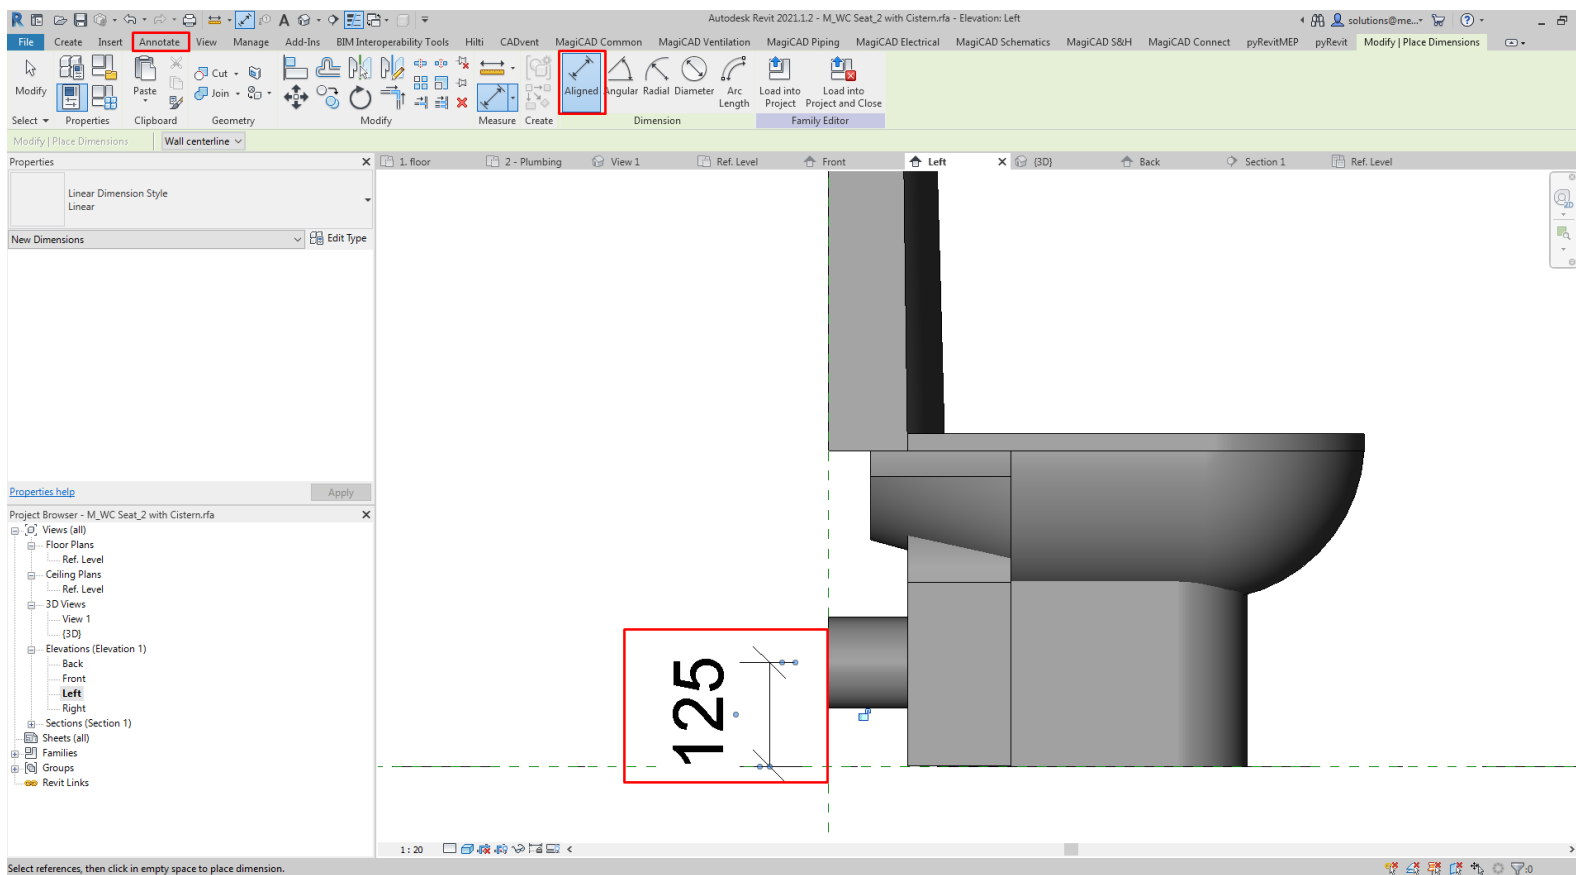 Autodesk Revit 2021.1.2 - M_WC Seat_2 with Cistern.rfa - Elevation: Left
solutions@me...
File Create Insert Annotate View Manage Add-Ins BIM Interoperability Tools Hilti CADvent MagiCAD Common MagiCAD Ventilation MagiCAD Piping MagiCAD Electrical MagiCAD Schematics MagiCAD S&H MagiCAD Connect pyRevitMEP pyRevit Modify | Place Dimensions
Modify Paste Cut Join Aligned Angular Radial Diameter Arc Length Load into Project Load into Project and Close
Select Properties Clipboard Geometry Modify Measure Create Dimension Family Editor
Modify | Place Dimensions Wall centerline
Properties
1. floor 2 - Plumbing View 1 Ref. Level Front Left {3D} Back Section 1 Ref. Level
Linear Dimension Style
Linear
New Dimensions Edit Type
Properties help Apply
Project Browser - M_WC Seat_2 with Cistern.rfa
Views (all)
Floor Plans
Ref. Level
Ceiling Plans
Ref. Level
3D Views
View 1
{3D}
Elevations (Elevation 1)
Back
Front
Left
Right
Sections (Section 1)
Sheets (all)
Families
Groups
Revit Links
125
2D
1 : 20
Select references, then click in empty space to place dimension.
:0